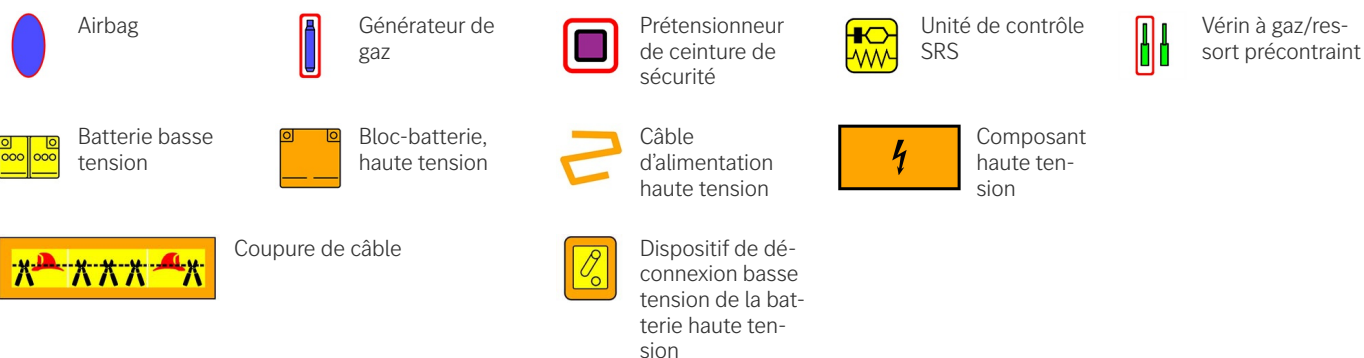 Airbag
Générateur de
gaz
Prétensionneur
de ceinture de
sécurité
Unité de contrôle
SRS
Vérin à gaz/res-
sort précontraint
Batterie basse
tension
Bloc-batterie,
haute tension
Câble
d'alimentation
haute tension
Composant
haute ten-
sion
Coupure de câble
Dispositif de dé-
connexion basse
tension de la bat-
terie haute ten-
sion